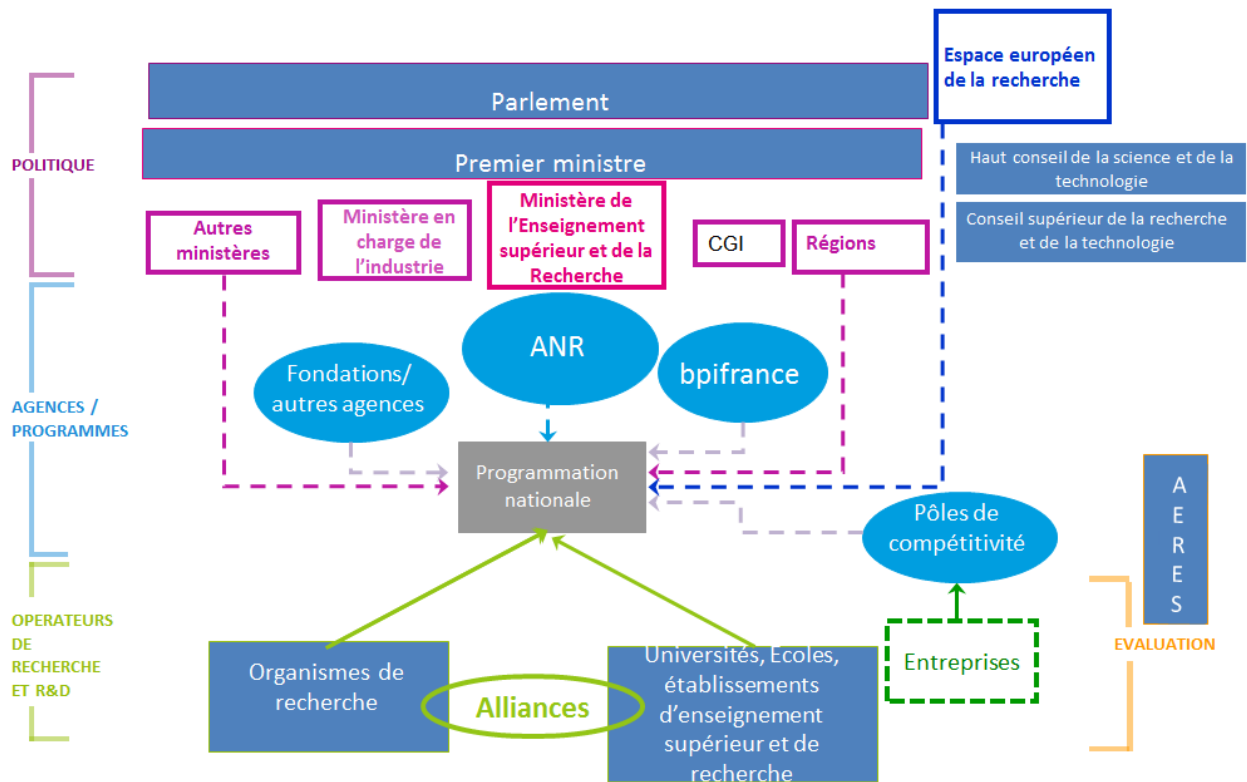 Espace européen
de la recherche
Parlement
POLITIQUE
Premier ministre
Haut conseil de la science et de la
technologie
Conseil supérieur de la recherche
et de la technologie
Autres
ministères
Ministère en
charge de
l'industrie
Ministère de
l'Enseignement
supérieur et de la
Recherche
CGI
Régions
AGENCES /
PROGRAMMES
Fondations/
autres agences
ANR
bpifrance
Programmation
nationale
Pôles de
compétitivité
A
E
R
E
S
OPERATEURS
DE
RECHERCHE
ET R&D
Organismes de
recherche
Alliances
Universités, Ecoles,
établissements
d'enseignement
supérieur et de
recherche
Entreprises
EVALUATION